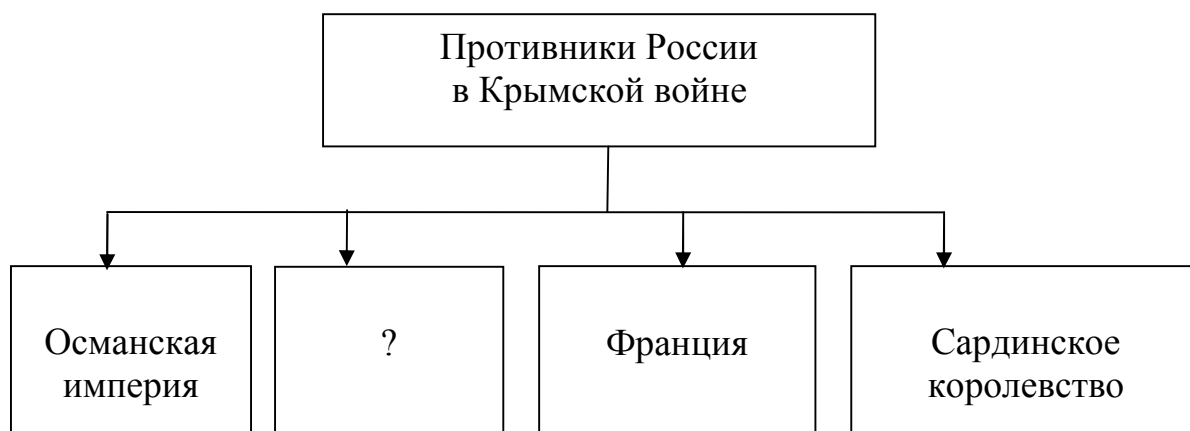 Противники России
в Крымской войне
Османская
империя
?
Франция
Сардинское
королевство